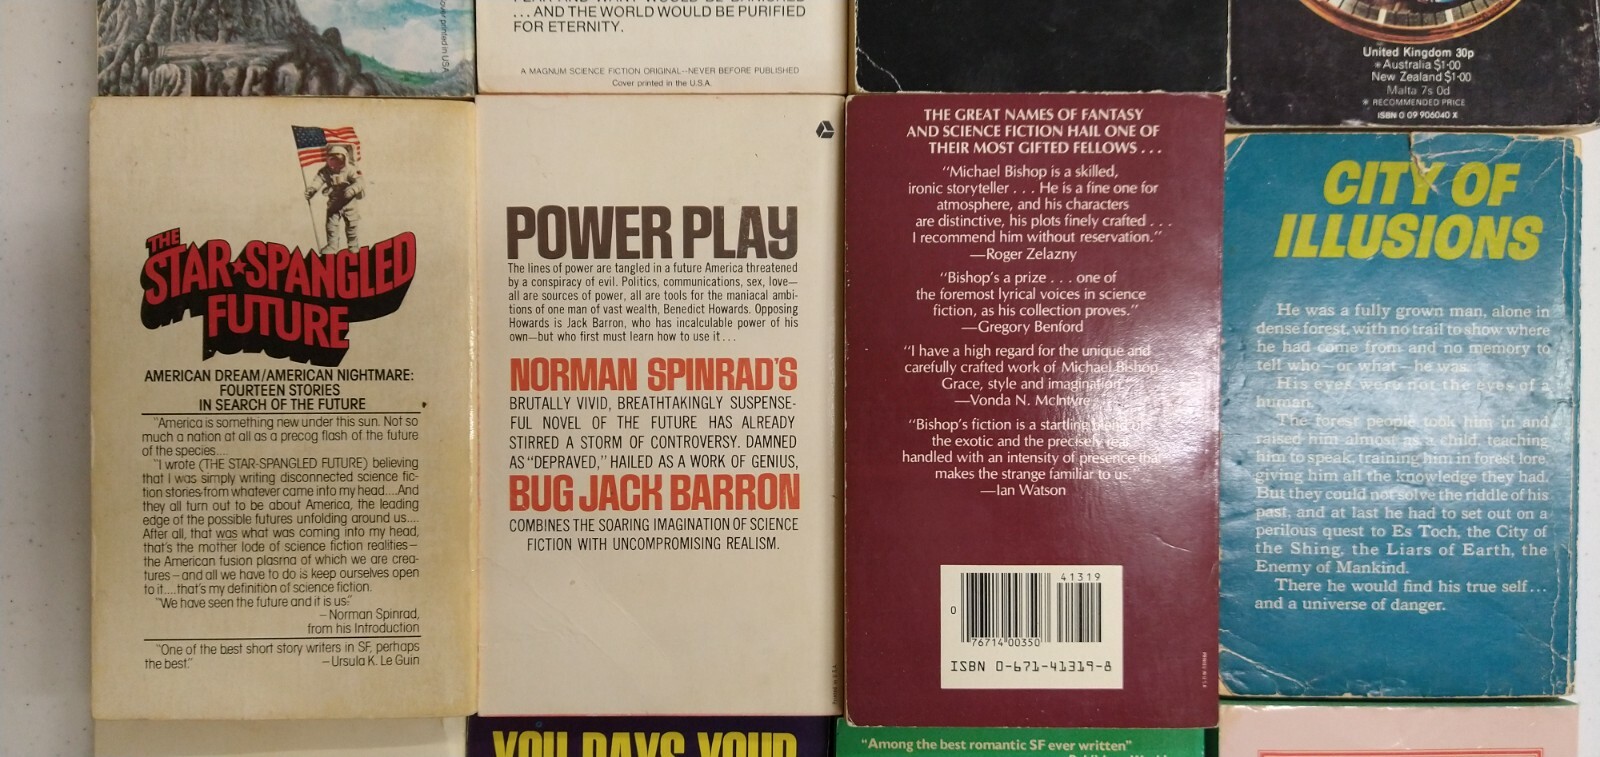 Cover printed in USA
...AND THE WORLD WOULD BE PURIFIED
FOR ETERNITY.
A MAGNUM SCIENCE FICTION ORIGINAL—NEVER BEFORE PUBLISHED
Cover printed in the U.S.A.
United Kingdom 30p
*Australia $1·00
New Zealand $1·00
Malta 7s 0d
* RECOMMENDED PRICE
ISBN 0 09 906040 X
THE
STAR★SPANGLED
FUTURE
AMERICAN DREAM/AMERICAN NIGHTMARE:
FOURTEEN STORIES
IN SEARCH OF THE FUTURE
"America is something new under this sun. Not so
much a nation at all as a precog flash of the future
of the species....
"I wrote (THE STAR-SPANGLED FUTURE) believing
that I was simply writing disconnected science fic-
tion stories from whatever came into my head....And
they all turn out to be about America, the leading
edge of the possible futures unfolding around us....
After all, that was what was coming into my head,
that's the mother lode of science fiction realities—
the American fusion plasma of which we are crea-
tures—and all we have to do is keep ourselves open
to it....that's my definition of science fiction.
"We have seen the future and it is us."
—Norman Spinrad,
from his Introduction
"One of the best short story writers in SF, perhaps
the best."
—Ursula K. Le Guin
POWER PLAY
The lines of power are tangled in a future America threatened
by a conspiracy of evil. Politics, communications, sex, love—
all are sources of power, all are tools for the maniacal ambi-
tions of one man of vast wealth, Benedict Howards. Opposing
Howards is Jack Barron, who has incalculable power of his
own—but who first must learn how to use it...
NORMAN SPINRAD'S
BRUTALLY VIVID, BREATHTAKINGLY SUSPENSE-
FUL NOVEL OF THE FUTURE HAS ALREADY
STIRRED A STORM OF CONTROVERSY. DAMNED
AS "DEPRAVED," HAILED AS A WORK OF GENIUS,
BUG JACK BARRON
COMBINES THE SOARING IMAGINATION OF SCIENCE
FICTION WITH UNCOMPROMISING REALISM.
THE GREAT NAMES OF FANTASY
AND SCIENCE FICTION HAIL ONE OF
THEIR MOST GIFTED FELLOWS . . .
"Michael Bishop is a skilled,
ironic storyteller . . . He is a fine one for
atmosphere, and his characters
are distinctive, his plots finely crafted . . .
I recommend him without reservation."
—Roger Zelazny
"Bishop's a prize . . . one of
the foremost lyrical voices in science
fiction, as his collection proves."
—Gregory Benford
"I have a high regard for the unique and
carefully crafted work of Michael Bishop.
Grace, style and imagination."
—Vonda N. McIntyre
"Bishop's fiction is a startling blend of
the exotic and the precisely real,
handled with an intensity of presence that
makes the strange familiar to us."
—Ian Watson
41319
0
76714 00350
ISBN 0-671-41319-8
CITY OF
ILLUSIONS
He was a fully grown man, alone in
dense forest, with no trail to show where
he had come from and no memory to
tell who—or what—he was.
His eyes were not the eyes of a
human.
The forest people took him in and
raised him almost as a child, teaching
him to speak, training him in forest lore,
giving him all the knowledge they had.
But they could not solve the riddle of his
past, and at last he had to set out on a
perilous quest to Es Toch, the City of
the Shing, the Liars of Earth, the
Enemy of Mankind.
There he would find his true self...
and a universe of danger.
"Among the best romantic SF ever written"